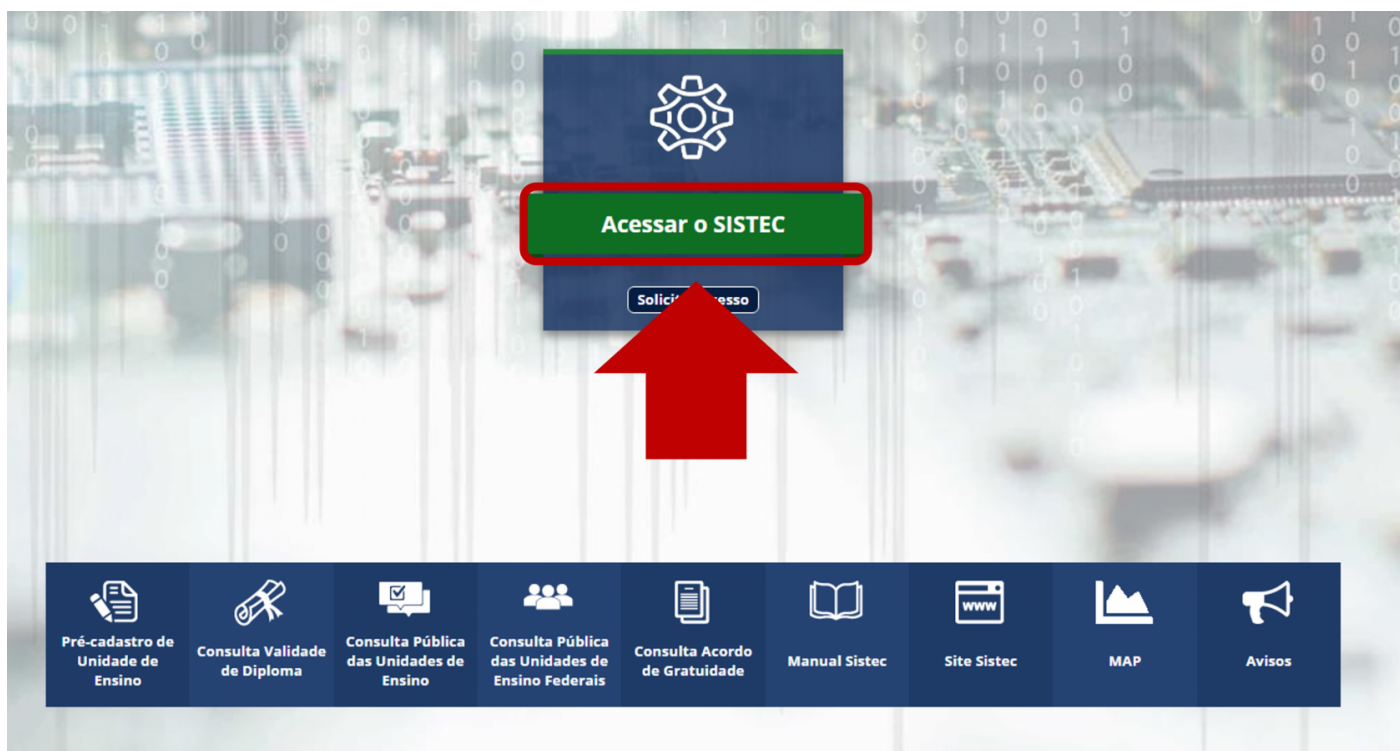 Acessar o SISTEC
Pré-cadastro de
Unidade de
Ensino
Consulta Validade
de Diploma
Consulta Pública
das Unidades de
Ensino
Consulta Pública
das Unidades de
Ensino Federais
Consulta Acordo
de Gratuidade
Manual Sistec
www
Site Sistec
MAP
Avisos